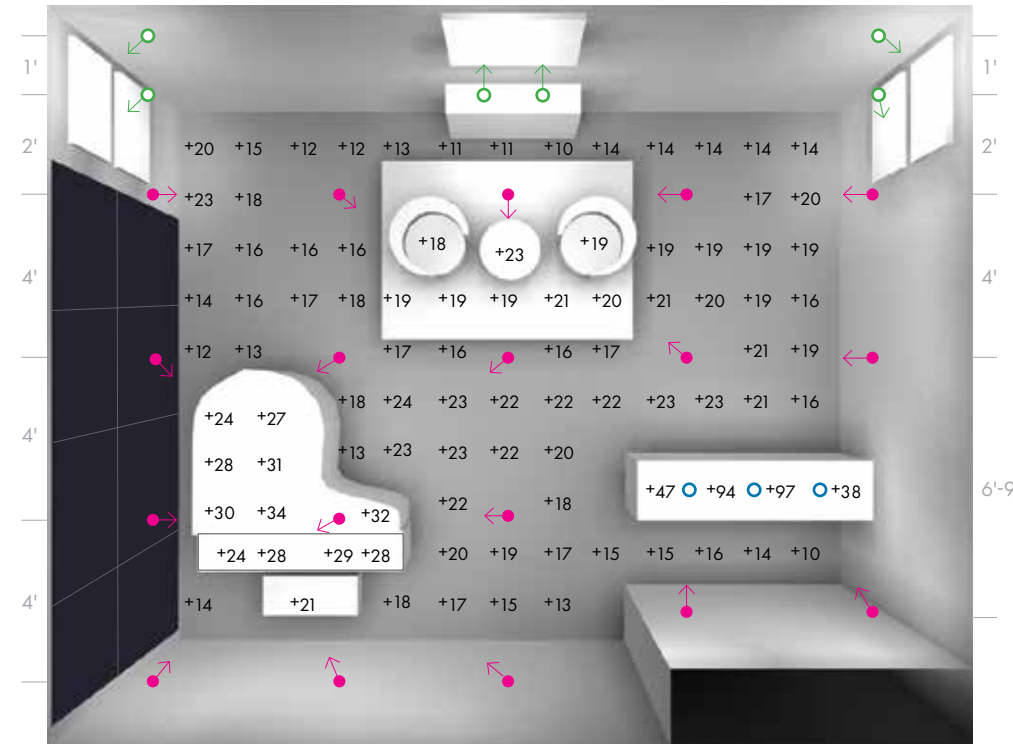 1'
1'
2'
2'
+20 +15 +12 +12 +13 +11 +11 +10 +14 +14 +14 +14 +14
+23 +18 +17 +20
+18 +23 +19
+17 +16 +16 +16 +19 +19 +19 +19
4'
4'
+14 +16 +17 +18 +19 +19 +19 +21 +20 +21 +20 +19 +16
+12 +13 +17 +16 +16 +17 +21 +19
+18 +24 +23 +22 +22 +22 +23 +23 +21 +16
+24 +27
4'
+13 +23 +23 +22 +20
+28 +31
+47 +94 +97 +38
6'-9
+22 +18
+30 +34 +32
+24 +28 +29 +28 +20 +19 +17 +15 +15 +16 +14 +10
4'
+14 +21 +18 +17 +15 +13